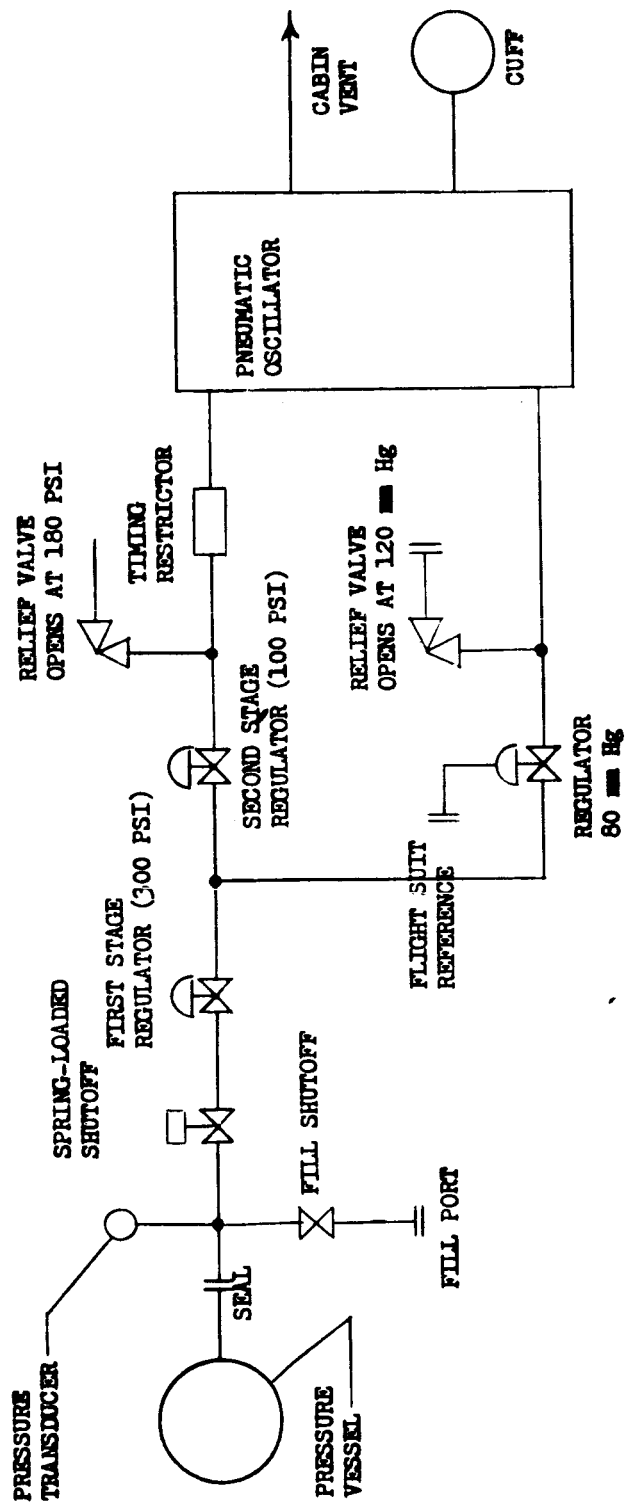 PRESSURE
TRANSDUCER
SPRING-LOADED
SHUTOFF
FIRST STAGE
REGULATOR (300 PSI)
RELIEF VALVE
OPENS AT 180 PSI
TIMING
RESTRICTOR
PNEUMATIC
OSCILLATOR
CABIN
VENT
CUFF
SECOND STAGE
REGULATOR (100 PSI)
RELIEF VALVE
OPENS AT 120 mm Hg
FLIGHT SUIT
REFERENCE
REGULATOR
80 mm Hg
SEAL
FILL SHUTOFF
FILL PORT
PRESSURE
VESSEL